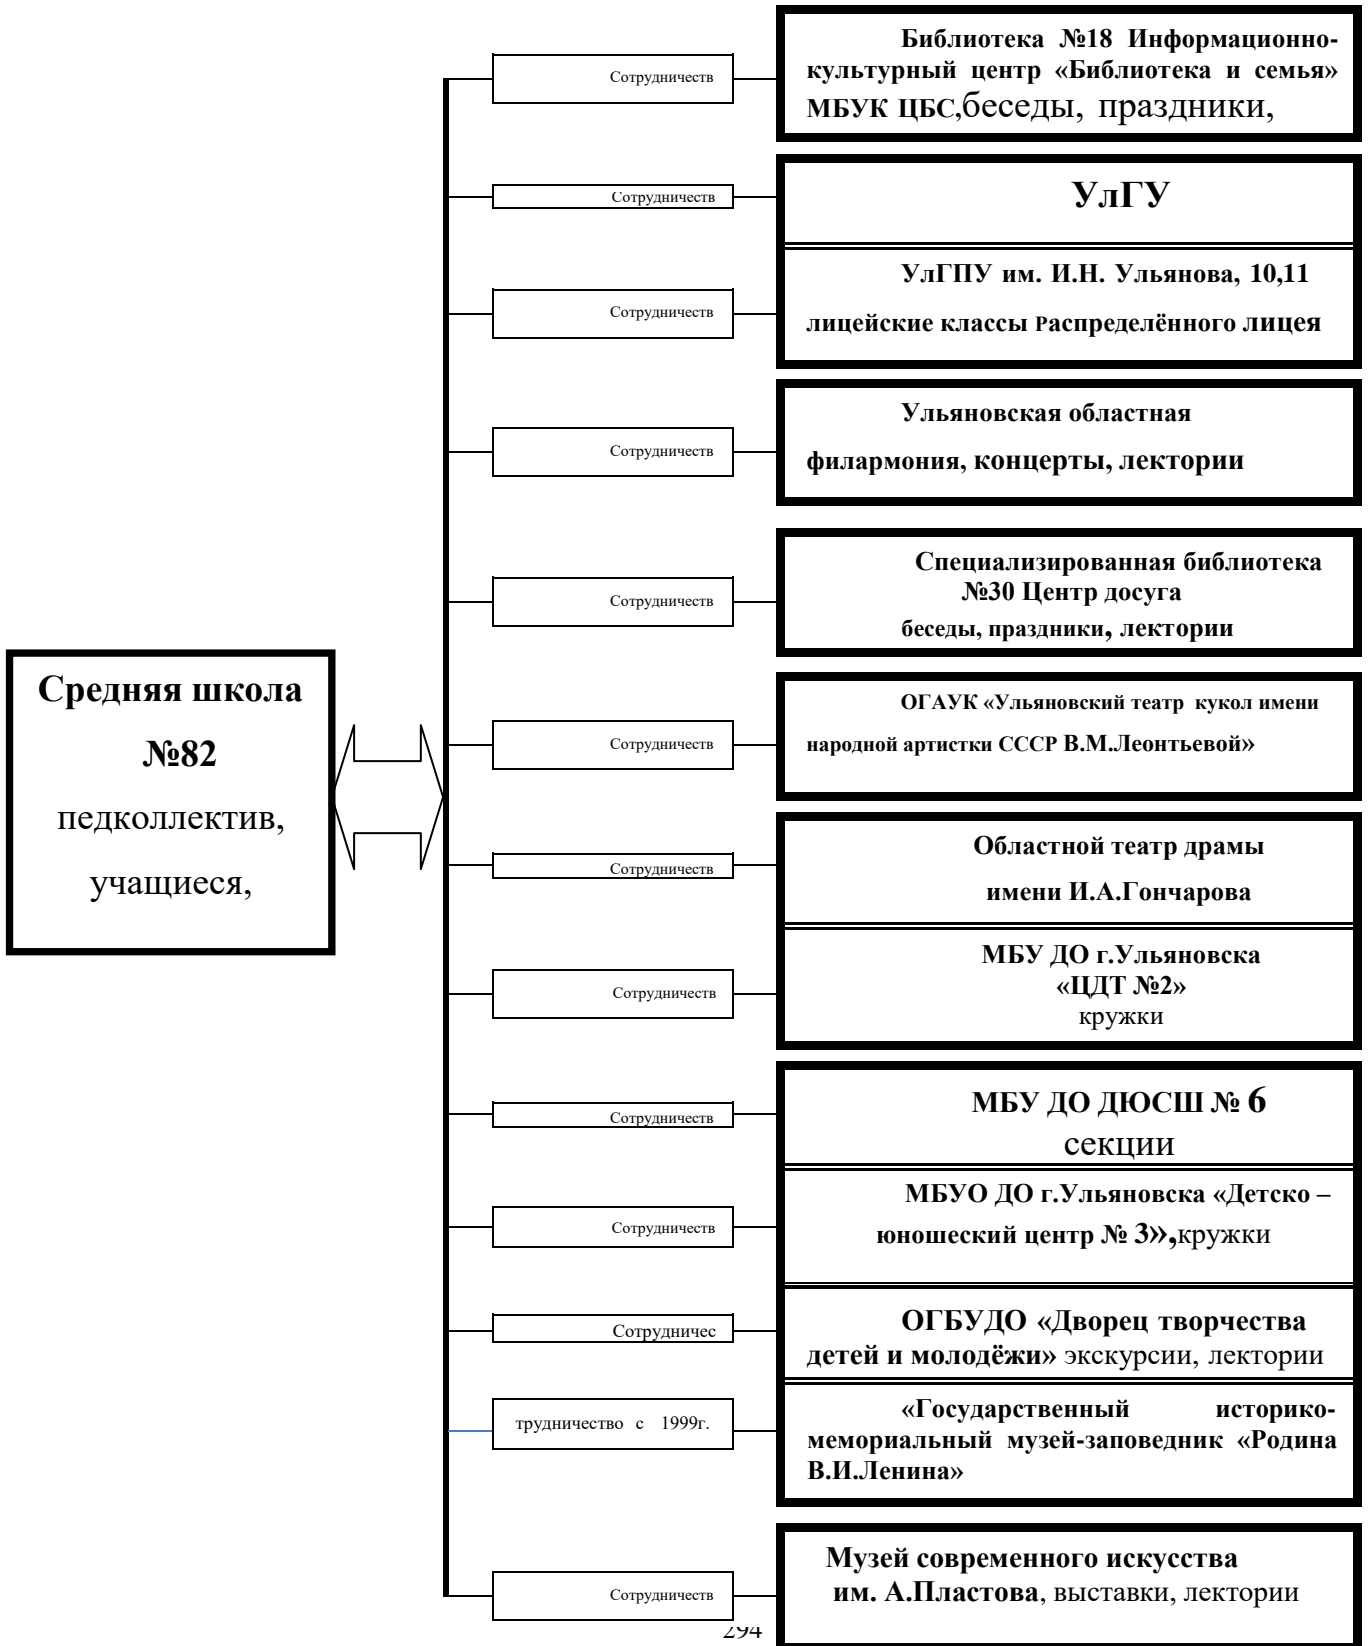 Сотрудничеств
Библиотека №18 Информационно-
культурный центр «Библиотека и семья»
МБУК ЦБС,беседы, праздники,
Сотрудничеств
УлГУ
Сотрудничеств
УлГПУ им. И.Н. Ульянова, 10,11
лицейские классы Распределённого лицея
Сотрудничеств
Ульяновская областная
филармония, концерты, лектории
Сотрудничеств
Специализированная библиотека
№30 Центр досуга
беседы, праздники, лектории
Средняя школа
№82
педколлектив,
учащиеся,
Сотрудничеств
ОГАУК «Ульяновский театр кукол имени
народной артистки СССР В.М.Леонтьевой»
Сотрудничеств
Областной театр драмы
имени И.А.Гончарова
Сотрудничеств
МБУ ДО г.Ульяновска
«ЦДТ №2»
кружки
Сотрудничеств
МБУ ДО ДЮСШ № 6
секции
Сотрудничеств
МБУО ДО г.Ульяновска «Детско –
юношеский центр № 3»,кружки
Сотрудничес
ОГБУДО «Дворец творчества
детей и молодёжи» экскурсии, лектории
трудничество с 1999г.
«Государственный историко-
мемориальный музей-заповедник «Родина
В.И.Ленина»
Сотрудничеств
Музей современного искусства
им. А.Пластова, выставки, лектории
294